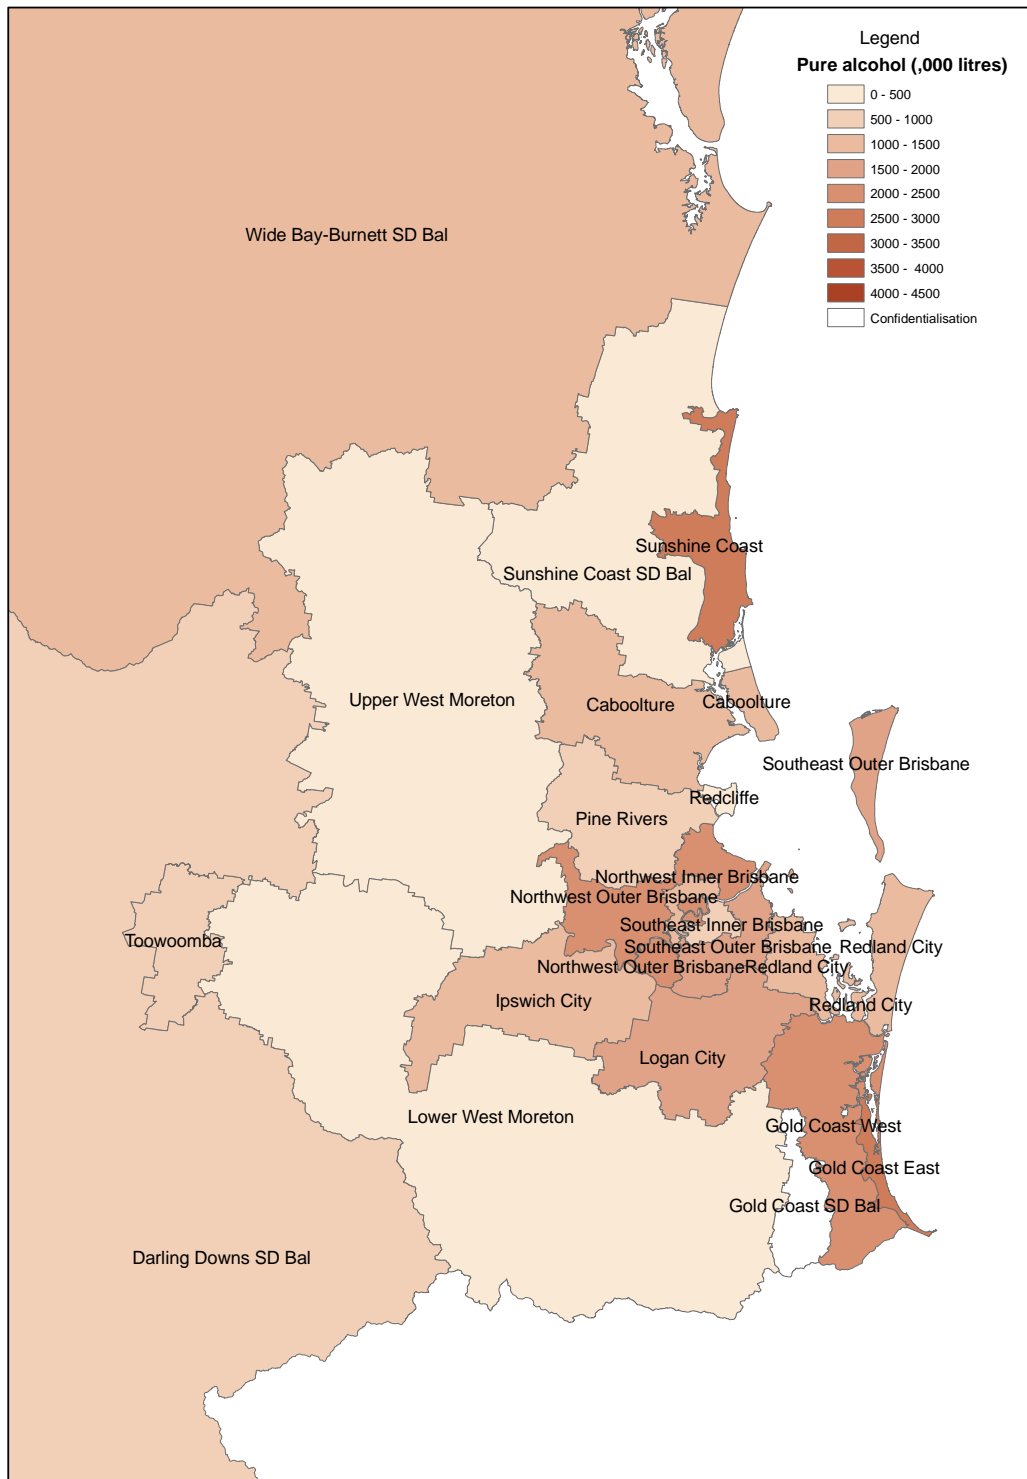 Legend
Pure alcohol (,000 litres)
0 - 500
500 - 1000
1000 - 1500
1500 - 2000
2000 - 2500
2500 - 3000
3000 - 3500
3500 - 4000
4000 - 4500
Confidentialisation
Wide Bay-Burnett SD Bal
Sunshine Coast
Sunshine Coast SD Bal
Upper West Moreton
Caboolture
Caboolture
Southeast Outer Brisbane
Redcliffe
Pine Rivers
Northwest Inner Brisbane
Northwest Outer Brisbane
Southeast Inner Brisbane
Toowoomba
Southeast Outer Brisbane
Redland City
Northwest Outer Brisbane
Redland City
Ipswich City
Redland City
Logan City
Lower West Moreton
Gold Coast West
Gold Coast East
Gold Coast SD Bal
Darling Downs SD Bal